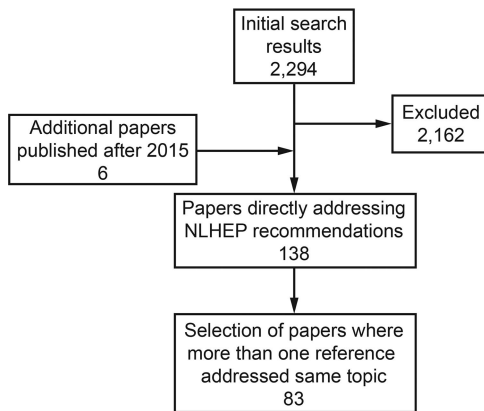 Initial search
results
2,294
Excluded
2,162
Additional papers
published after 2015
6
Papers directly addressing
NLHEP recommendations
138
Selection of papers where
more than one reference
addressed same topic
83